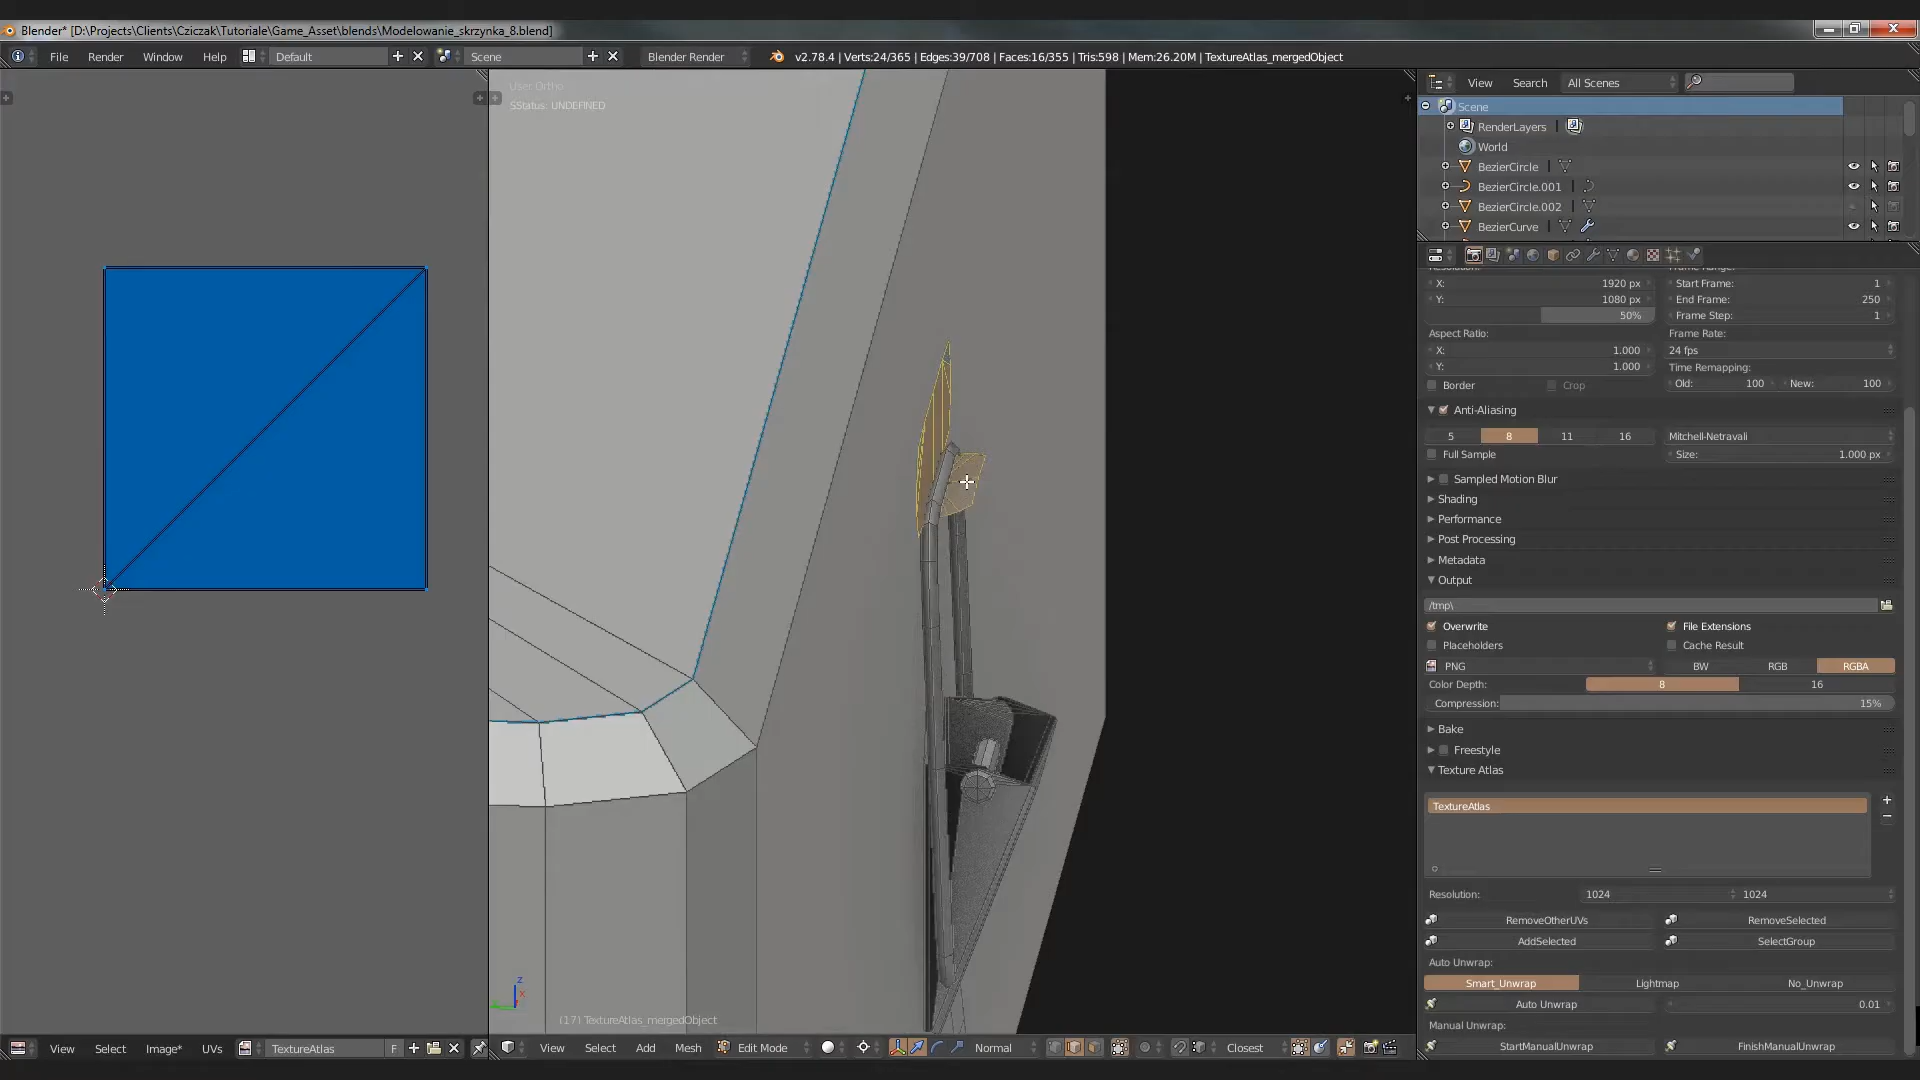 Blender* [D:\Projects\Clients\Cziczak\Tutoriale\Game_Asset\blends\Modelowanie_skrzynka_8.blend]
File Render Window Help Default Scene Blender Render v2.78.4 | Verts:24/365 | Edges:39/708 | Faces:16/355 | Tris:598 | Mem:26.20M | TextureAtlas_mergedObject
User Ortho
SStatus: UNDEFINED
(17) TextureAtlas_mergedObject
z
x
View Select Image* UVs TextureAtlas F
View Select Add Mesh Edit Mode Normal Closest
View Search All Scenes
Scene
RenderLayers |
World
BezierCircle |
BezierCircle.001 |
BezierCircle.002 |
BezierCurve |
X: 1920 px Start Frame: 1
Y: 1080 px End Frame: 250
50% Frame Step: 1
Aspect Ratio: Frame Rate:
X: 1.000 24 fps
Y: 1.000 Time Remapping:
Border Crop Old: 100 New: 100
Anti-Aliasing
5 8 11 16 Mitchell-Netravali
Full Sample Size: 1.000 px
Sampled Motion Blur
Shading
Performance
Post Processing
Metadata
Output
/tmp\
Overwrite File Extensions
Placeholders Cache Result
PNG BW RGB RGBA
Color Depth: 8 16
Compression: 15%
Bake
Freestyle
Texture Atlas
TextureAtlas
Resolution: 1024 1024
RemoveOtherUVs RemoveSelected
AddSelected SelectGroup
Auto Unwrap:
Smart_Unwrap Lightmap No_Unwrap
Auto Unwrap 0.01
Manual Unwrap:
StartManualUnwrap FinishManualUnwrap